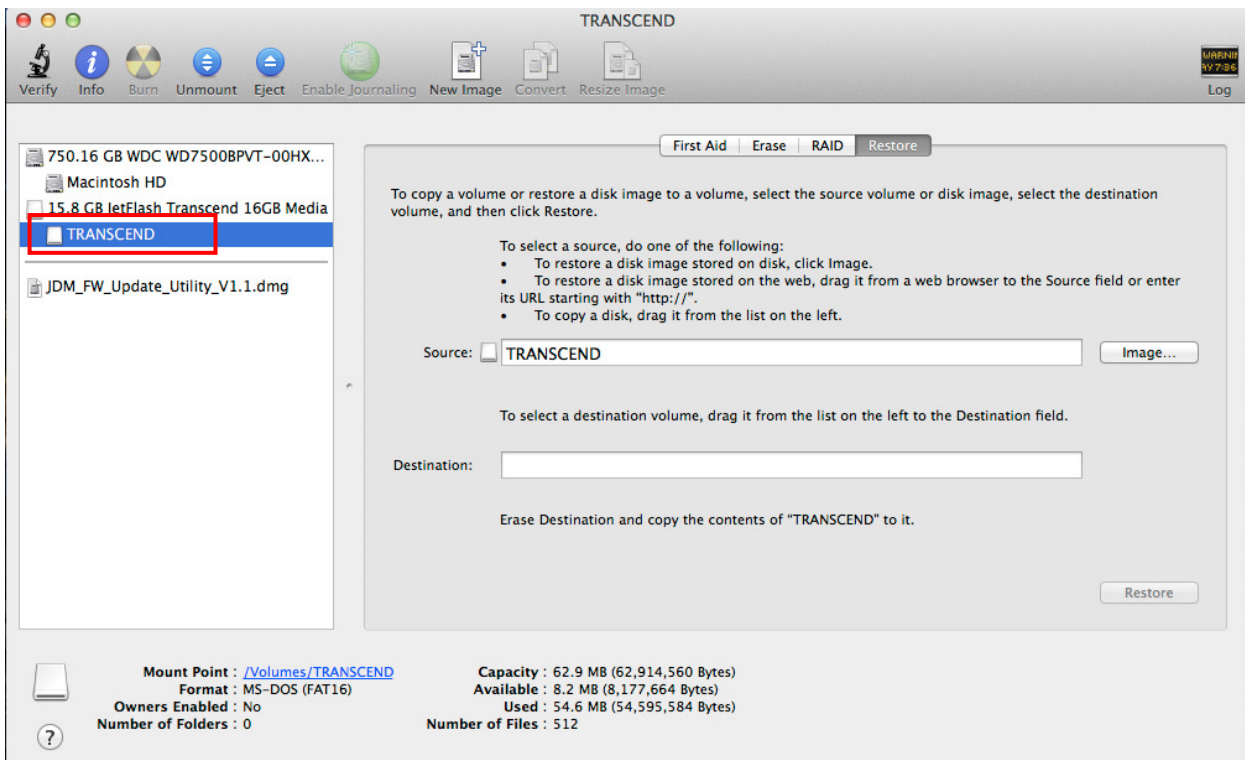 TRANSCEND
Verify Info Burn Unmount Eject Enable Journaling New Image Convert Resize Image Log
WARNIN
AY 7:36
750.16 GB WDC WD7500BPVT-00HX...
Macintosh HD
15.8 GB JetFlash Transcend 16GB Media
TRANSCEND
JDM_FW_Update_Utility_V1.1.dmg
First Aid Erase RAID Restore
To copy a volume or restore a disk image to a volume, select the source volume or disk image, select the destination
volume, and then click Restore.
To select a source, do one of the following:
• To restore a disk image stored on disk, click Image.
• To restore a disk image stored on the web, drag it from a web browser to the Source field or enter
its URL starting with “http://”.
• To copy a disk, drag it from the list on the left.
Source: TRANSCEND Image...
To select a destination volume, drag it from the list on the left to the Destination field.
Destination:
Erase Destination and copy the contents of “TRANSCEND” to it.
Restore
Mount Point : /Volumes/TRANSCEND Capacity : 62.9 MB (62,914,560 Bytes)
Format : MS-DOS (FAT16) Available : 8.2 MB (8,177,664 Bytes)
Owners Enabled : No Used : 54.6 MB (54,595,584 Bytes)
Number of Folders : 0 Number of Files : 512
?